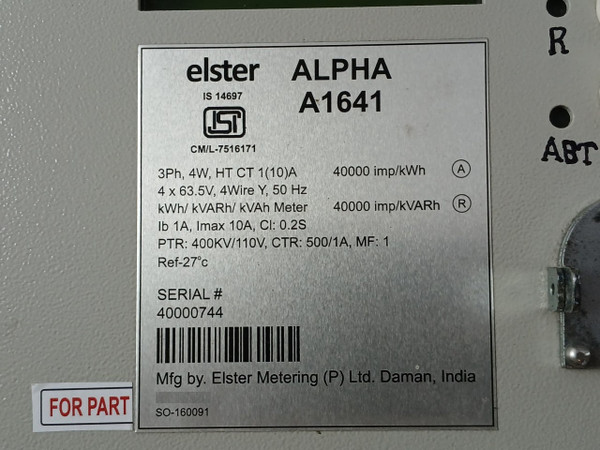 elster ALPHA
IS 14697 A1641
CM/L-7516171
3Ph, 4W, HT CT 1(10)A 40000 imp/kWh A
4 x 63.5V, 4Wire Y, 50 Hz
kWh/ kVARh/ kVAh Meter 40000 imp/kVARh R
Ib 1A, Imax 10A, Cl: 0.2S
PTR: 400KV/110V, CTR: 500/1A, MF: 1
Ref-27°c
SERIAL #
40000744
Mfg by. Elster Metering (P) Ltd. Daman, India
SO-160091
FOR PART
R
ABT